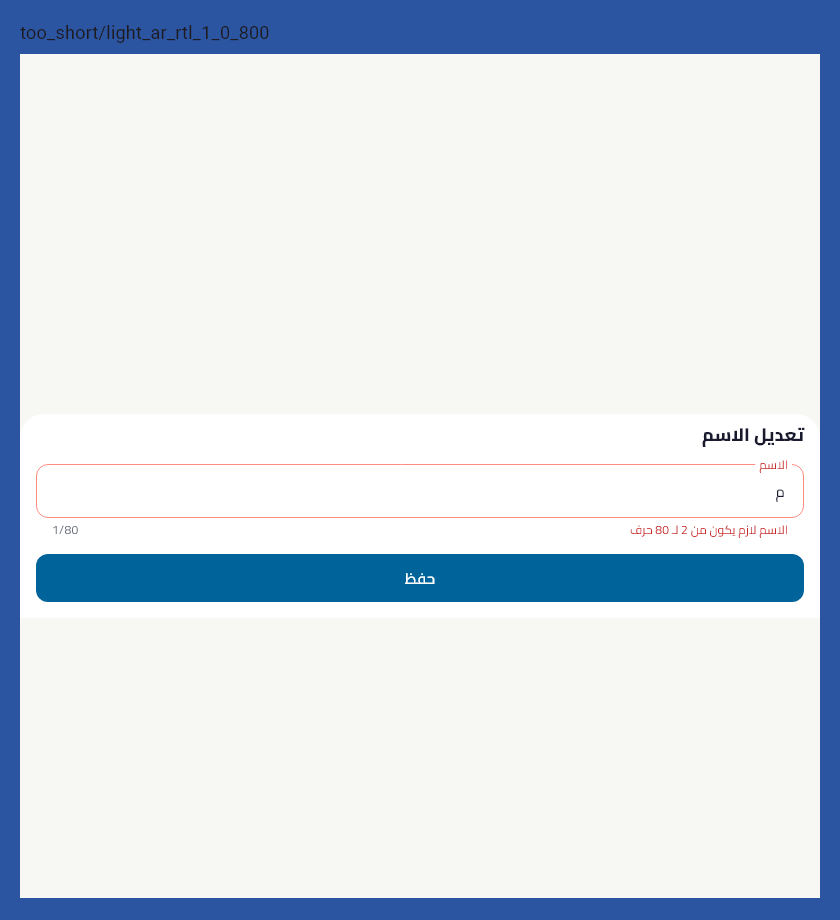 too_short/light_ar_rtl_1_0_800
تعديل الاسم
الاسم
م
الاسم لازم يكون من 2 لـ 80 حرف
1/80
حفظ